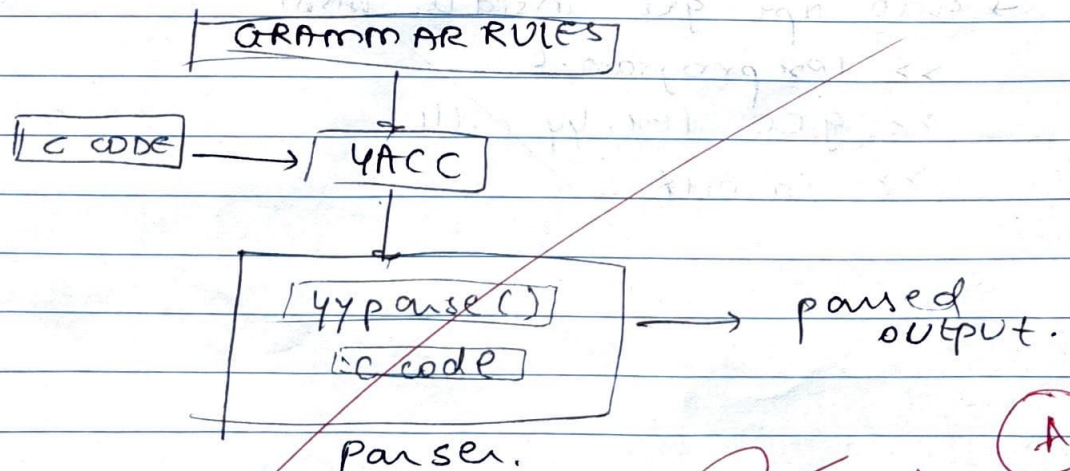 GRAMMAR RULES
C CODE
YACC
yyparse()
C code
parsed
output.
parser.
A